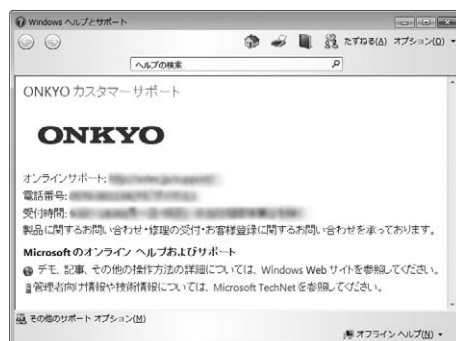 Windows ヘルプとサポート
たずねる(A) オプション(O)
ヘルプの検索
ONKYO カスタマーサポート
ONKYO
オンラインサポート:
電話番号:
受付時間:
製品に関するお問い合わせ・修理の受付・お客様登録に関するお問い合わせを承っております。
Microsoft のオンライン ヘルプおよびサポート
デモ、記事、その他の操作方法の詳細については、Windows Web サイトを参照してください。
管理者向け情報や技術情報については、Microsoft TechNet を参照してください。
その他のサポート オプション(M)
オフライン ヘルプ(N)